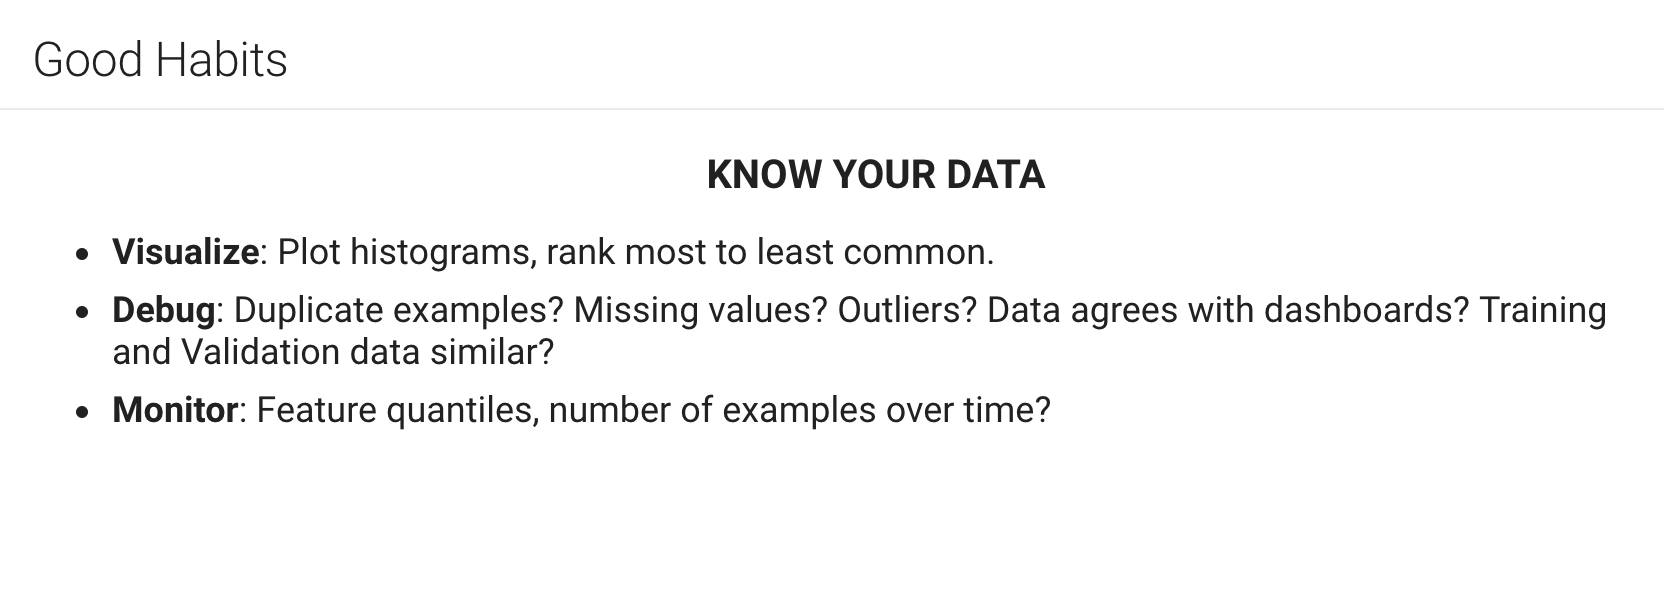 Good Habits
KNOW YOUR DATA
• Visualize: Plot histograms, rank most to least common.
• Debug: Duplicate examples? Missing values? Outliers? Data agrees with dashboards? Training
and Validation data similar?
• Monitor: Feature quantiles, number of examples over time?